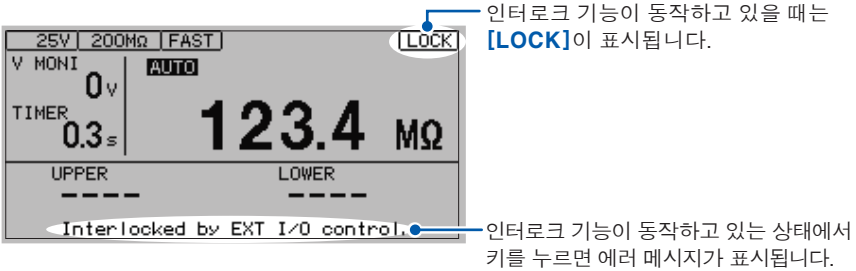 인터로크 기능이 동작하고 있을 때는
[LOCK]이 표시됩니다.
25V 200MΩ FAST LOCK
V MONI AUTO
0V
TIMER
0.3s
123.4 MΩ
UPPER LOWER
---- ----
Interlocked by EXT I/O control.
인터로크 기능이 동작하고 있는 상태에서
키를 누르면 에러 메시지가 표시됩니다.